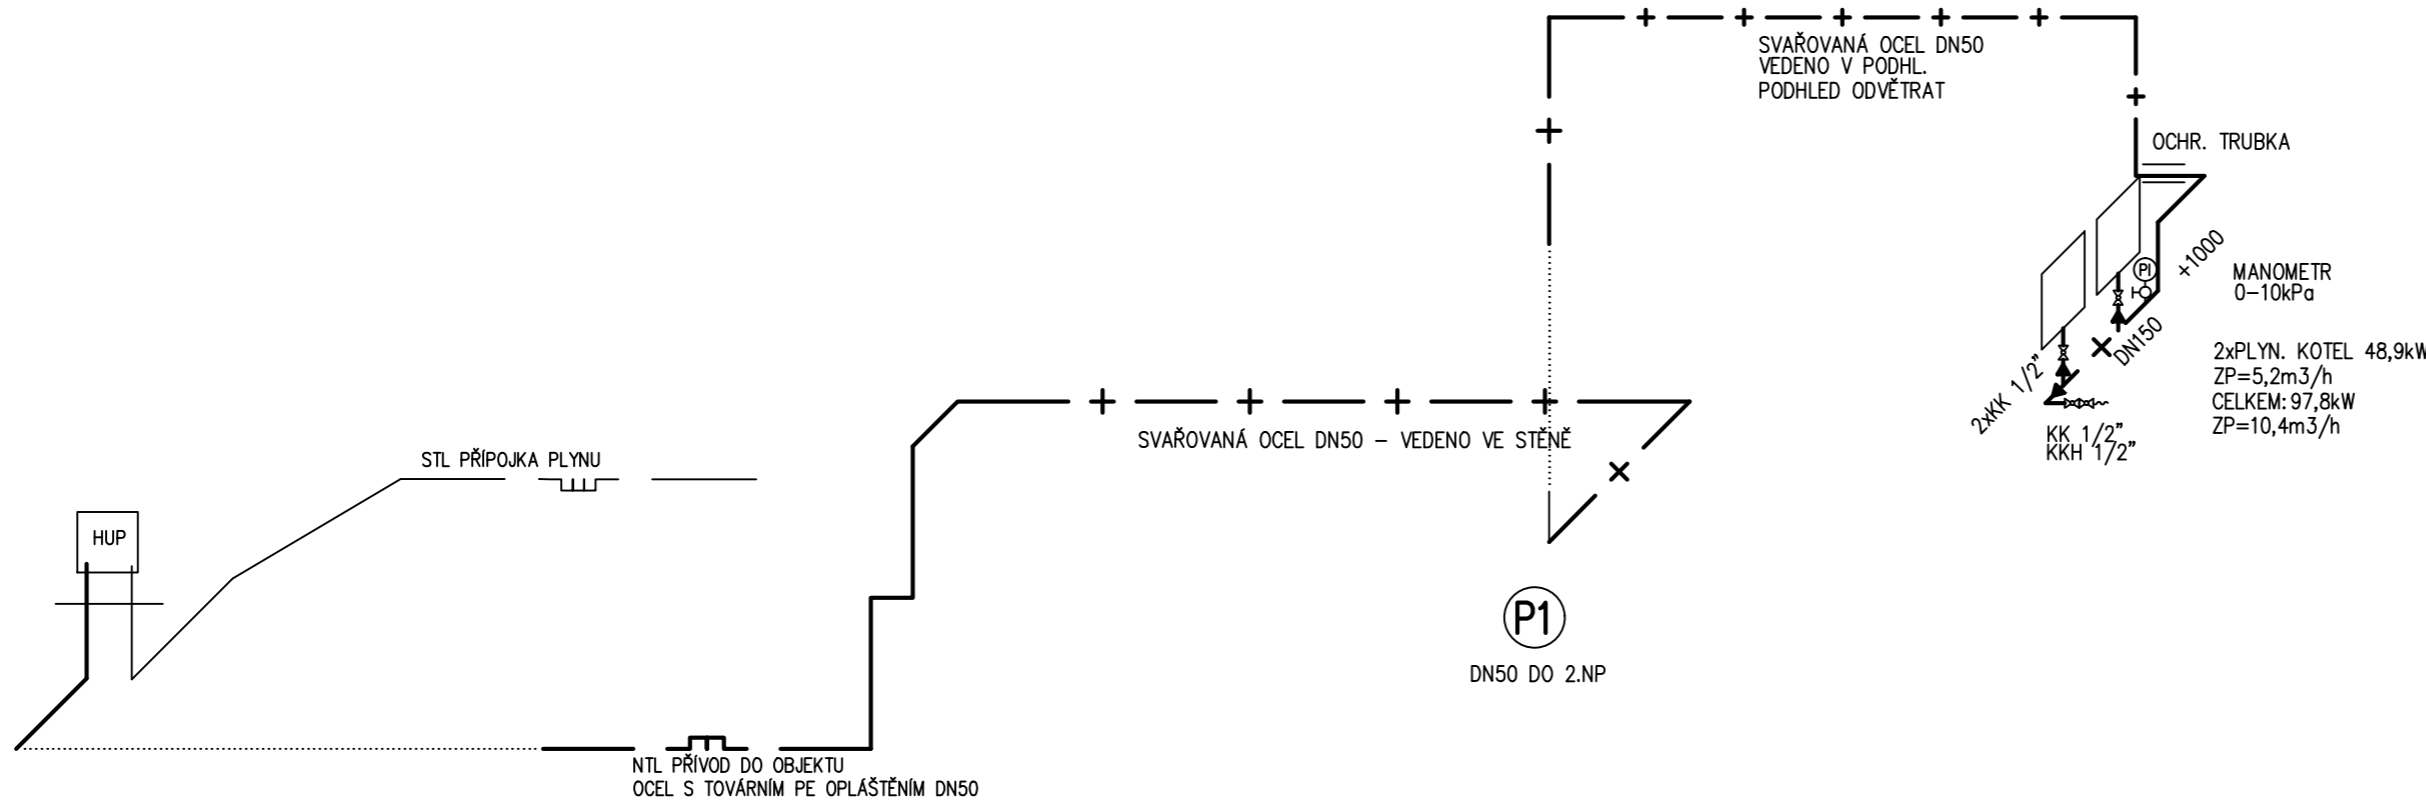 SVAŘOVANÁ OCEL DN50
VEDENO V PODHL.
PODHLED ODVĚTRAT
OCHR. TRUBKA
+1000
PI
MANOMETR
0-10kPa
DN150
2xKK 1/2"
2xPLYN. KOTEL 48,9kW
ZP=5,2m3/h
CELKEM: 97,8kW
ZP=10,4m3/h
KK 1/2"
KKH 1/2"
SVAŘOVANÁ OCEL DN50 - VEDENO VE STĚNĚ
STL PŘÍPOJKA PLYNU
HUP
P1
DN50 DO 2.NP
NTL PŘÍVOD DO OBJEKTU
OCEL S TOVÁRNÍM PE OPLÁŠTĚNÍM DN50